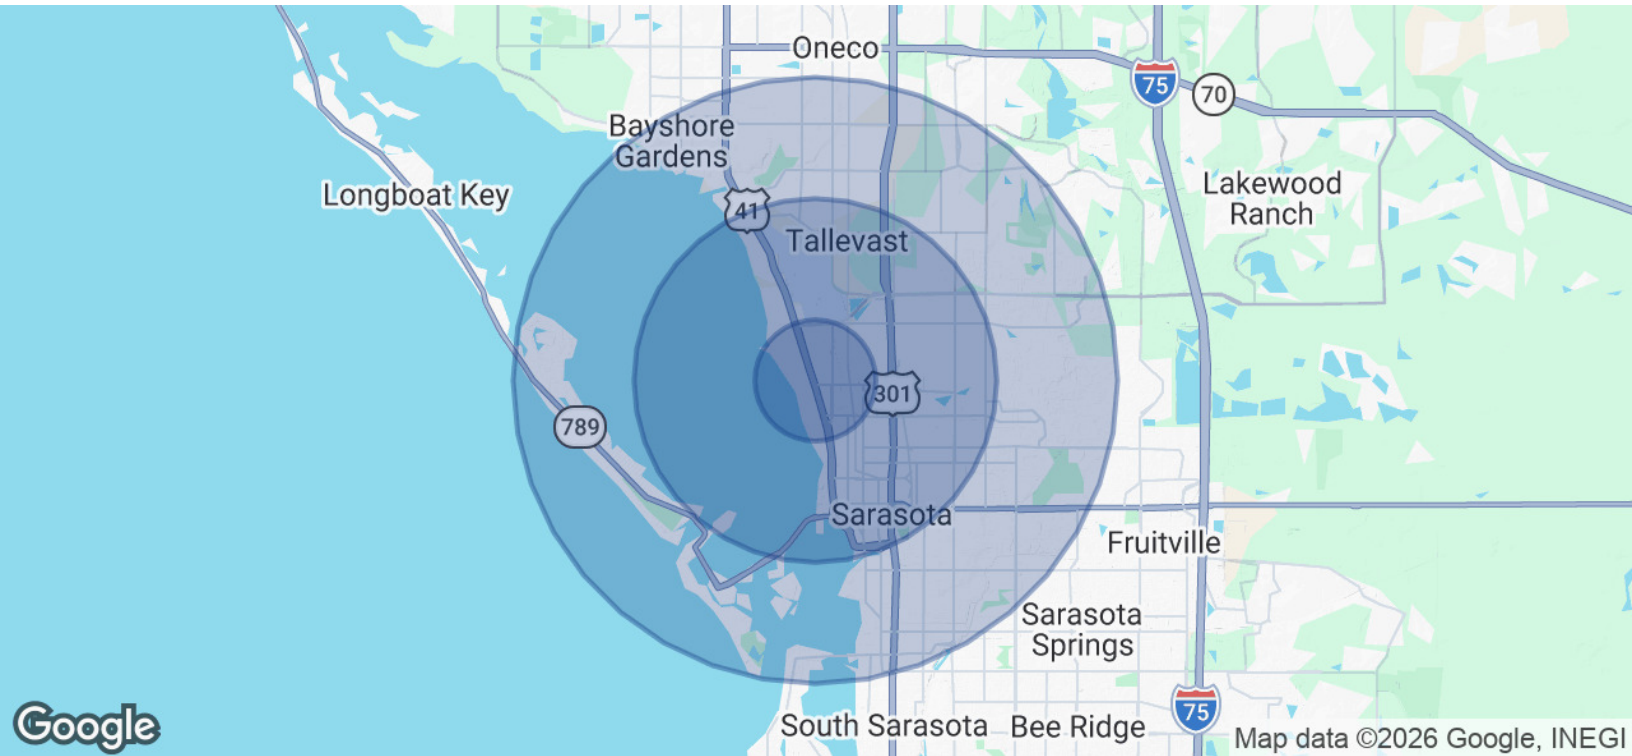 Oneco
75
70
Bayshore
Gardens
Longboat Key
Lakewood
Ranch
41
Tallevast
301
789
Sarasota
Fruitville
Sarasota
Springs
75
South Sarasota
Bee Ridge
Google
Map data ©2026 Google, INEGI